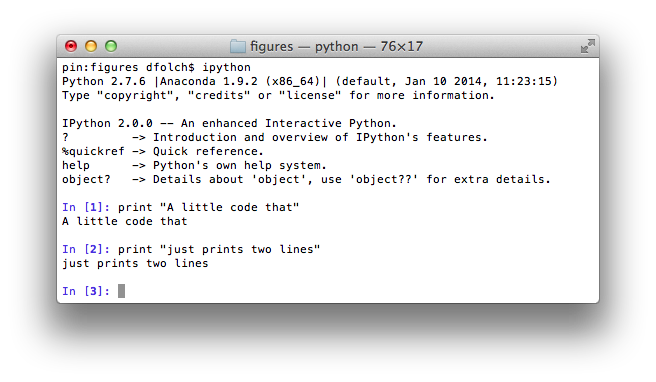 figures — python — 76×17
pin:figures dfolch$ ipython
Python 2.7.6 |Anaconda 1.9.2 (x86_64)| (default, Jan 10 2014, 11:23:15)
Type "copyright", "credits" or "license" for more information.
IPython 2.0.0 -- An enhanced Interactive Python.
?         -> Introduction and overview of IPython's features.
%quickref -> Quick reference.
help      -> Python's own help system.
object?   -> Details about 'object', use 'object??' for extra details.
In [1]: print "A little code that"
A little code that
In [2]: print "just prints two lines"
just prints two lines
In [3]: